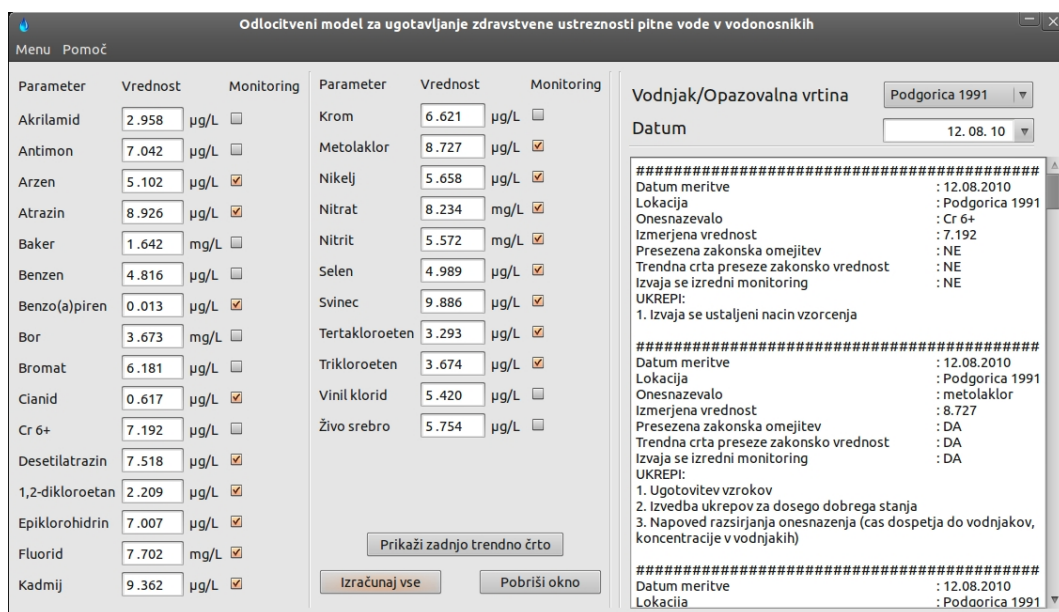 Odlocitveni model za ugotavljanje zdravstvene ustreznosti pitne vode v vodonosnikih
Menu Pomoč
Parameter Vrednost Monitoring
Akrilamid 2.958 µg/L
Antimon 7.042 µg/L
Arzen 5.102 µg/L
Atrazin 8.926 µg/L
Baker 1.642 mg/L
Benzen 4.816 µg/L
Benzo(a)piren 0.013 µg/L
Bor 3.673 mg/L
Bromat 6.181 µg/L
Cianid 0.617 µg/L
Cr 6+ 7.192 µg/L
Desetilatrazin 7.518 µg/L
1,2-dikloroetan 2.209 µg/L
Epiklorohidrin 7.007 µg/L
Fluorid 7.702 mg/L
Kadmij 9.362 µg/L
Parameter Vrednost Monitoring
Krom 6.621 µg/L
Metolaklor 8.727 µg/L
Nikelj 5.658 µg/L
Nitrat 8.234 mg/L
Nitrit 5.572 mg/L
Selen 4.989 µg/L
Svinec 9.886 µg/L
Tertakloroeten 3.293 µg/L
Trikloroeten 3.674 µg/L
Vinil klorid 5.420 µg/L
Živo srebro 5.754 µg/L
Prikaži zadnjo trendno črto
Izračunaj vse Pobriši okno
Vodnjak/Opazovalna vrtina Podgorica 1991
Datum 12. 08. 10
###########################################
Datum meritve : 12.08.2010
Lokacija : Podgorica 1991
Onesnazevalo : Cr 6+
Izmerjena vrednost : 7.192
Presezena zakonska omejitev : NE
Trendna crta preseze zakonsko vrednost : NE
Izvaja se izredni monitoring : NE
UKREPI:
1. Izvaja se ustaljeni nacin vzorcenja
###########################################
Datum meritve : 12.08.2010
Lokacija : Podgorica 1991
Onesnazevalo : metolaklor
Izmerjena vrednost : 8.727
Presezena zakonska omejitev : DA
Trendna crta preseze zakonsko vrednost : DA
Izvaja se izredni monitoring : DA
UKREPI:
1. Ugotovitev vzrokov
2. Izvedba ukrepov za dosego dobrega stanja
3. Napoved razsirjanja onesnazenja (cas dospetja do vodnjakov,
koncentracije v vodnjakih)
###########################################
Datum meritve : 12.08.2010
Lokacija : Podgorica 1991